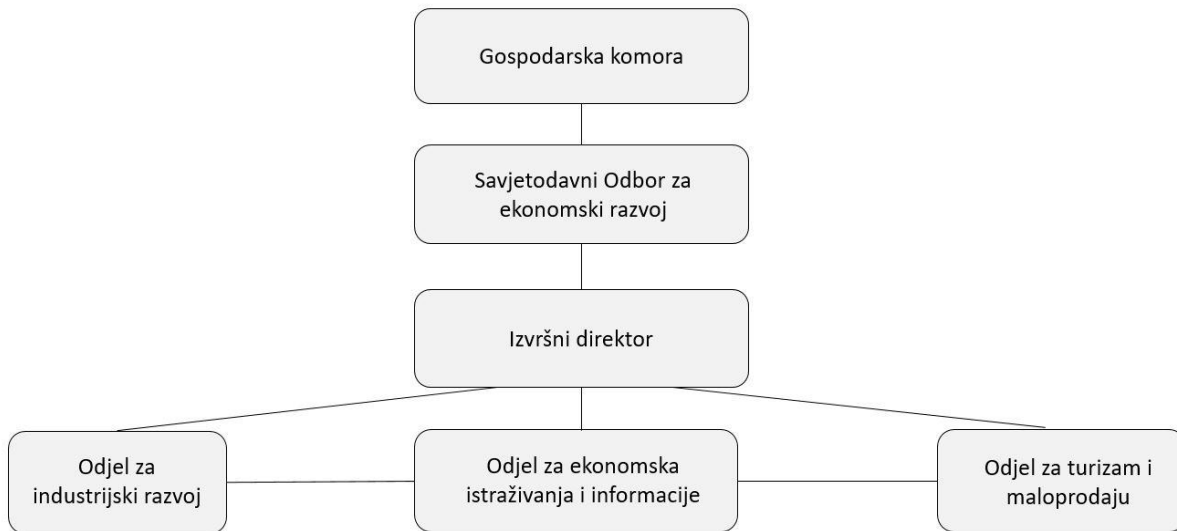 Gospodarska komora
Savjetodavni Odbor za
ekonomski razvoj
Izvršni direktor
Odjel za
industrijski razvoj
Odjel za ekonomska
istraživanja i informacije
Odjel za turizam i
maloprodaju